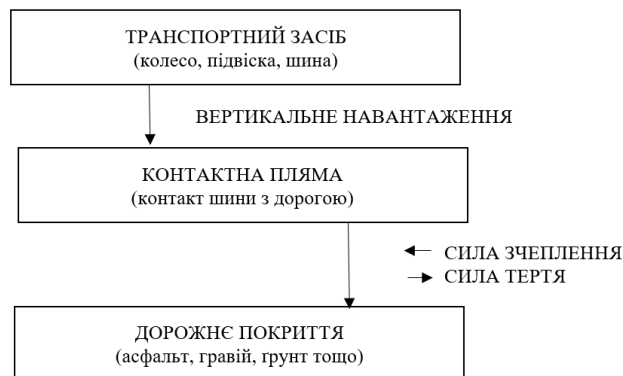 ТРАНСПОРТНИЙ ЗАСІБ
(колесо, підвіска, шина)
ВЕРТИКАЛЬНЕ НАВАНТАЖЕННЯ
КОНТАКТНА ПЛЯМА
(контакт шини з дорогою)
СИЛА ЗЧЕПЛЕННЯ
СИЛА ТЕРТЯ
ДОРОЖНЄ ПОКРИТТЯ
(асфальт, гравій, ґрунт тощо)